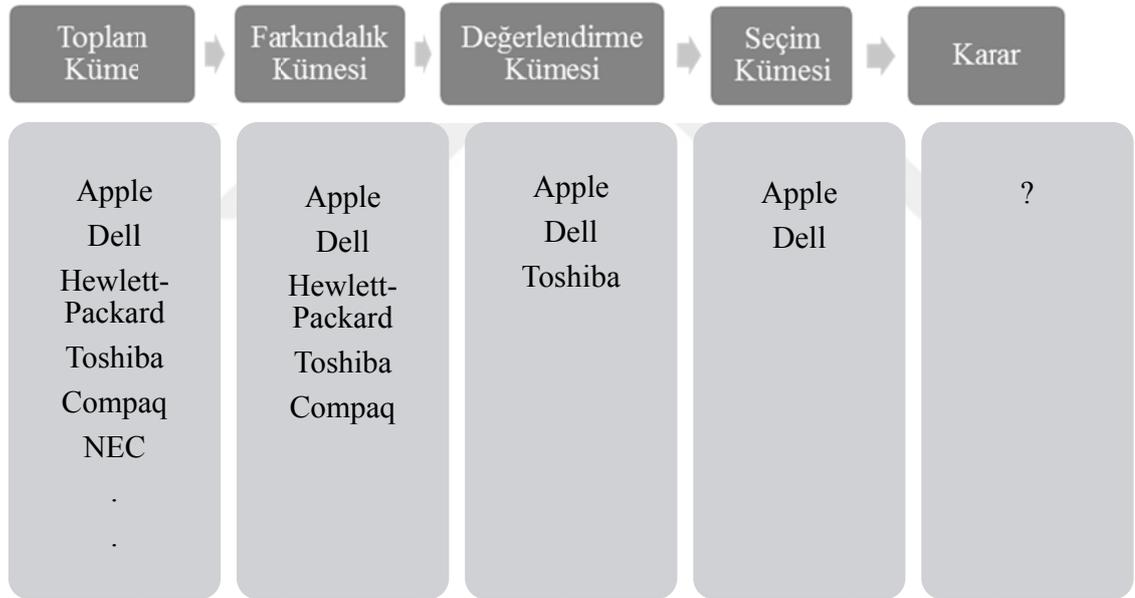 Toplam
Küme
Farkındalık
Kümesi
Değerlendirme
Kümesi
Seçim
Kümesi
Karar
Apple
Dell
Hewlett-
Packard
Toshiba
Compaq
NEC
.
.
Apple
Dell
Hewlett-
Packard
Toshiba
Compaq
Apple
Dell
Toshiba
Apple
Dell
?